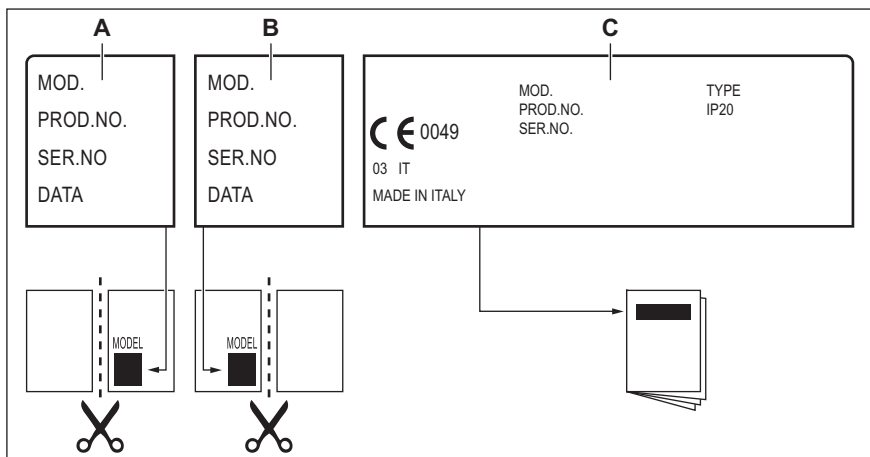 A
B
C
MOD.
PROD.NO.
SER.NO
DATA
MOD.
PROD.NO.
SER.NO
DATA
MOD.
PROD.NO.
SER.NO.
TYPE
IP20
CE 0049
03 IT
MADE IN ITALY
MODEL
MODEL